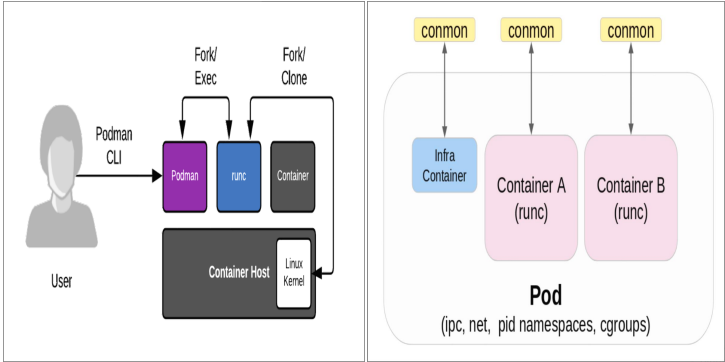 Fork/
Exec
Fork/
Clone
Podman
CLI
Podman
runc
Container
Container Host
Linux
Kernel
User
conmon
conmon
conmon
Infra
Container
Container A
(runc)
Container B
(runc)
Pod
(ipc, net, pid namespaces, cgroups)